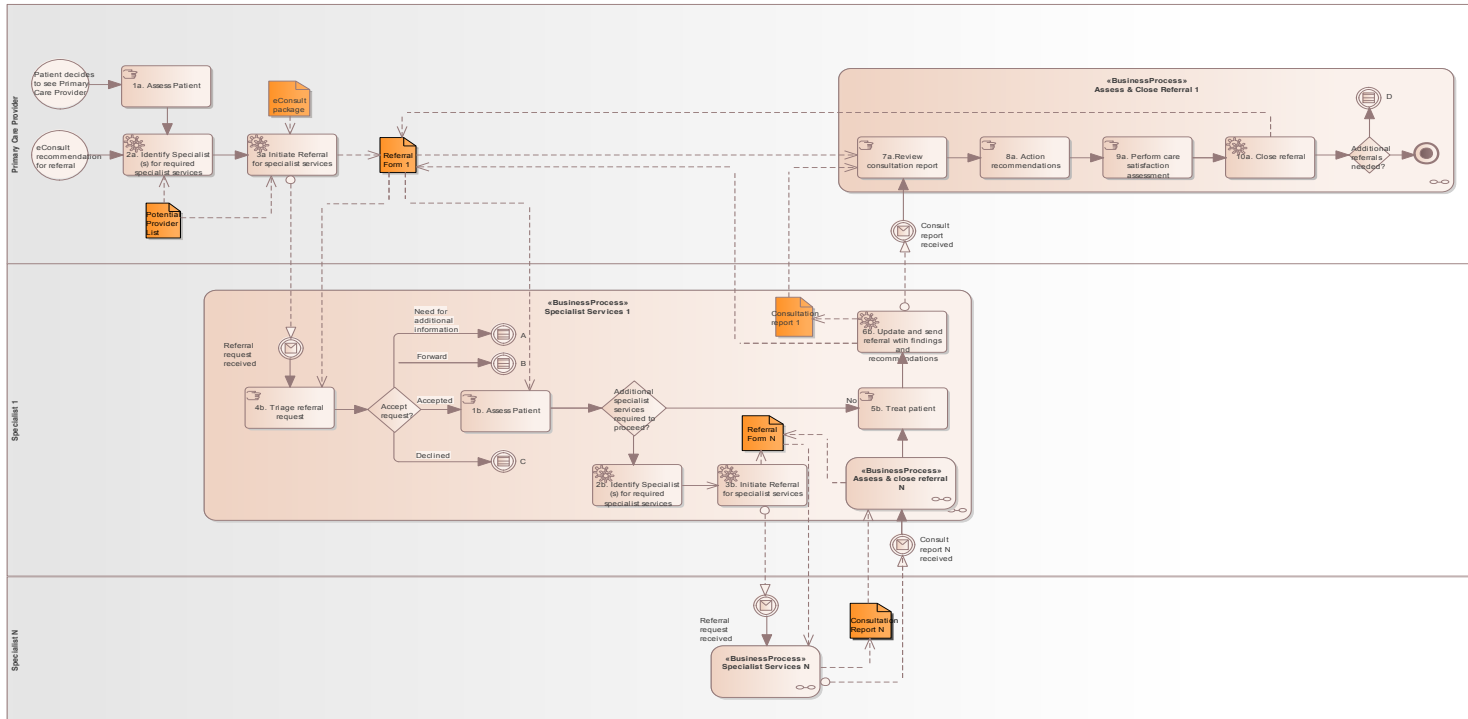 Primary Care Provider
Patient decides
to see Primary
Care Provider
1a. Assess Patient
eConsult
recommendation
for referral
2a. Identify Specialist
(s) for required
specialist services
eConsult
package
3a Initiate Referral
for specialist services
Potential
Provider
List
Referral
Form 1
«BusinessProcess»
Assess & Close Referral 1
7a.Review
consultation report
8a. Action
recommendations
9a. Perform care
satisfaction
assessment
10a. Close referral
D
Additional
referrals
needed?
Consult
report
received
Specialist 1
«BusinessProcess»
Specialist Services 1
Referral
request
received
4b. Triage referral
request
Accept
request?
Need for
additional
information
A
Forward
B
Accepted
Declined
C
1b. Assess Patient
Additional
specialist
services
required to
proceed?
No
2b. Identify Specialist
(s) for required
specialist services
3b. Initiate Referral
for specialist services
Referral
Form N
Consultation
report 1
6b. Update and send
referral wtih findings
and
recommendations
5b. Treat patient
«BusinessProcess»
Assess & close referral
N
Consult
report N
received
Specialist N
Referral
request
received
«BusinessProcess»
Specialist Services N
Consultation
Report N